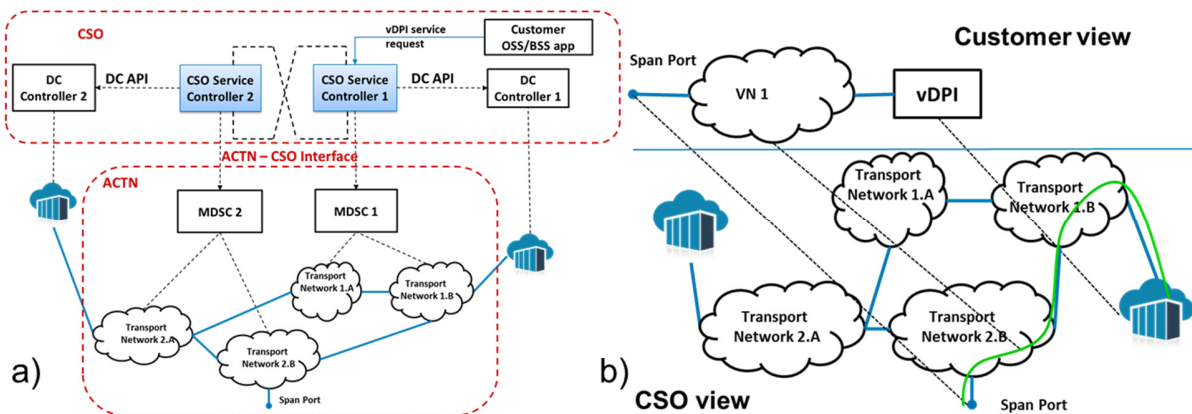 CSO
vDPI service
request
Customer
OSS/BSS app
DC
Controller 2
DC API
CSO Service
Controller 2
CSO Service
Controller 1
DC API
DC
Controller 1
ACTN – CSO Interface
ACTN
MDSC 2
MDSC 1
Transport
Network 1.A
Transport
Network 1.B
Transport
Network 2.A
Transport
Network 2.B
Span Port
a)
Customer view
Span Port
VN 1
vDPI
Transport
Network 1.A
Transport
Network 1.B
Transport
Network 2.A
Transport
Network 2.B
b)
CSO view
Span Port